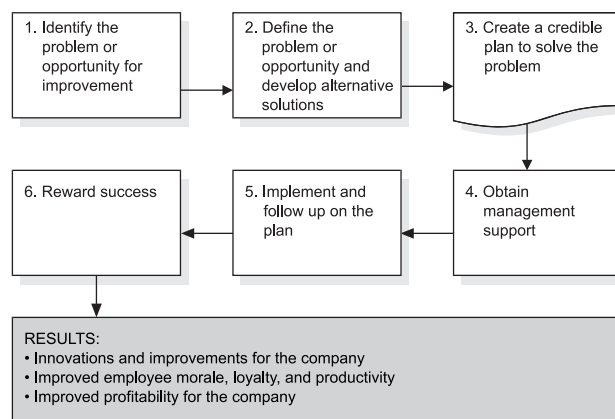 1. Identify the
problem or
opportunity for
improvement
2. Define the
problem or
opportunity and
develop alternative
solutions
3. Create a credible
plan to solve the
problem
6. Reward success
5. Implement and
follow up on the
plan
4. Obtain
management
support
RESULTS:
• Innovations and improvements for the company
• Improved employee morale, loyalty, and productivity
• Improved profitability for the company